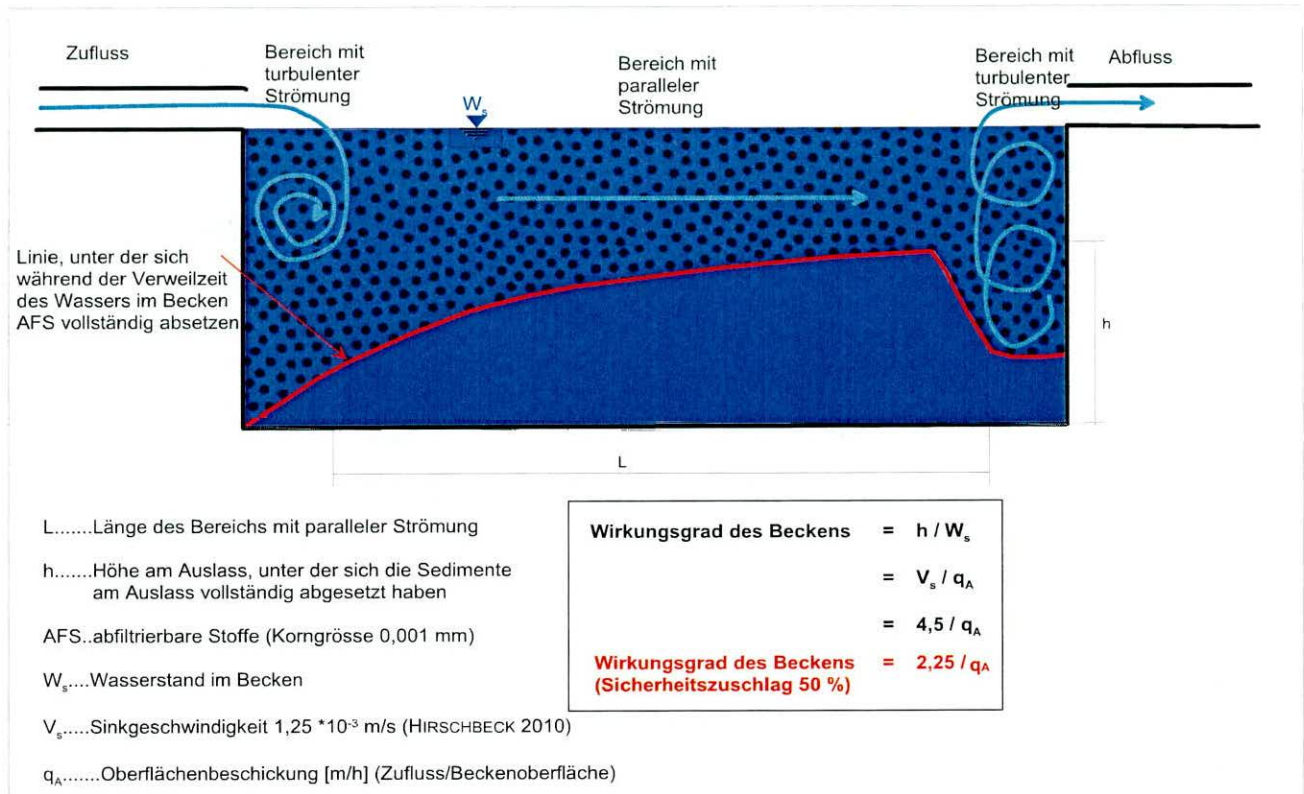 Zufluss
Bereich mit
turbulenter
Strömung
Bereich mit
paralleler
Strömung
Bereich mit
turbulenter
Strömung
Abfluss
Ws
Linie, unter der sich
während der Verweilzeit
des Wassers im Becken
AFS vollständig absetzen
h
L
L.......Länge des Bereichs mit paralleler Strömung
h.......Höhe am Auslass, unter der sich die Sedimente
am Auslass vollständig abgesetzt haben
AFS..abfiltrierbare Stoffe (Korngrösse 0,001 mm)
Ws....Wasserstand im Becken
Vs.....Sinkgeschwindigkeit 1,25 *10⁻³ m/s (HIRSCHBECK 2010)
qA.......Oberflächenbeschickung [m/h] (Zufluss/Beckenoberfläche)
Wirkungsgrad des Beckens = h / Ws
= Vs / qA
= 4,5 / qA
Wirkungsgrad des Beckens = 2,25 / qA
(Sicherheitszuschlag 50 %)